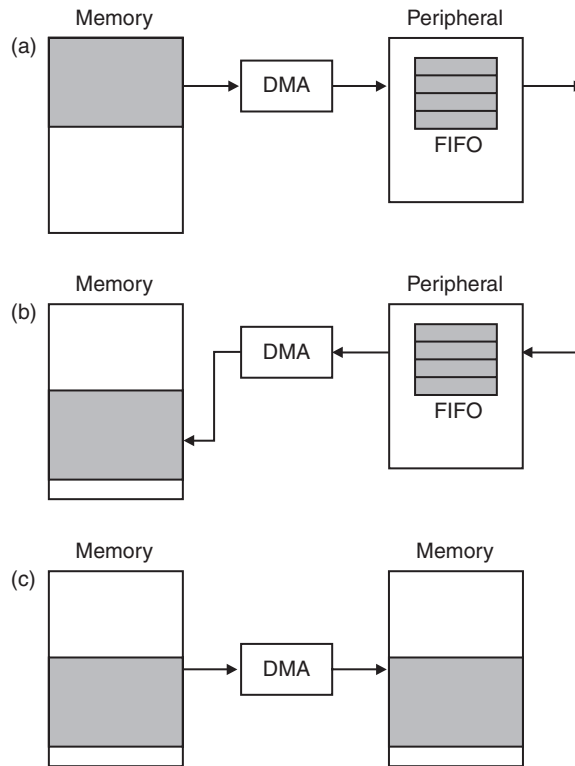 Memory
Peripheral
(a)
DMA
FIFO
Memory
Peripheral
(b)
DMA
FIFO
Memory
Memory
(c)
DMA